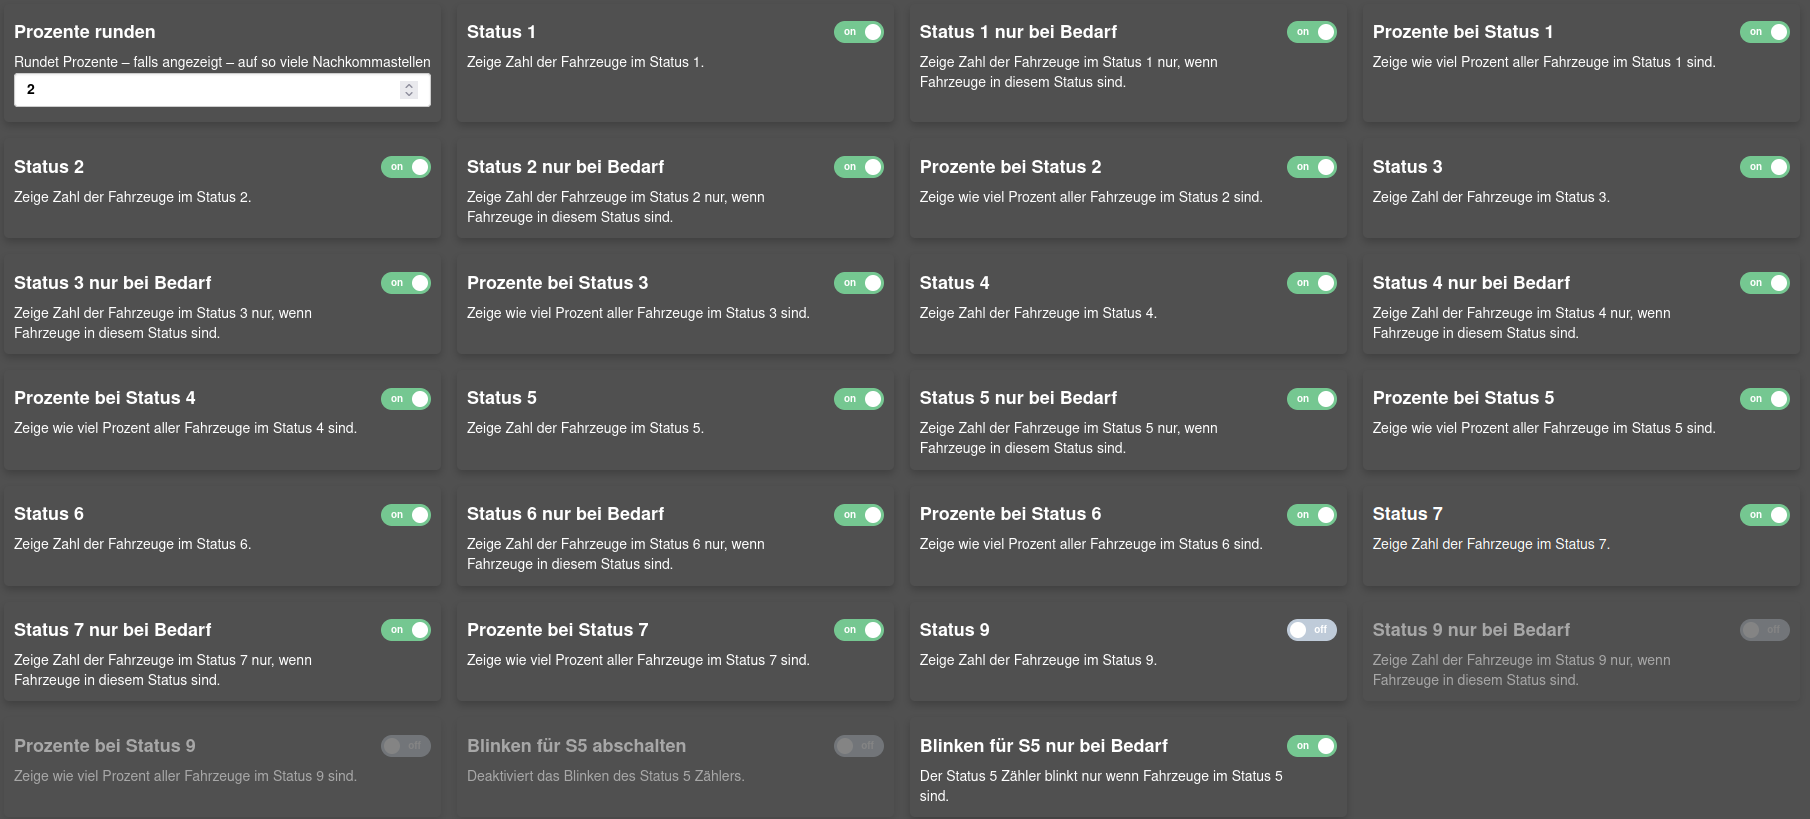 Prozente runden
Rundet Prozente – falls angezeigt – auf so viele Nachkommastellen
2
Status 1
on
Zeige Zahl der Fahrzeuge im Status 1.
Status 1 nur bei Bedarf
on
Zeige Zahl der Fahrzeuge im Status 1 nur, wenn
Fahrzeuge in diesem Status sind.
Prozente bei Status 1
on
Zeige wie viel Prozent aller Fahrzeuge im Status 1 sind.
Status 2
on
Zeige Zahl der Fahrzeuge im Status 2.
Status 2 nur bei Bedarf
on
Zeige Zahl der Fahrzeuge im Status 2 nur, wenn
Fahrzeuge in diesem Status sind.
Prozente bei Status 2
on
Zeige wie viel Prozent aller Fahrzeuge im Status 2 sind.
Status 3
on
Zeige Zahl der Fahrzeuge im Status 3.
Status 3 nur bei Bedarf
on
Zeige Zahl der Fahrzeuge im Status 3 nur, wenn
Fahrzeuge in diesem Status sind.
Prozente bei Status 3
on
Zeige wie viel Prozent aller Fahrzeuge im Status 3 sind.
Status 4
on
Zeige Zahl der Fahrzeuge im Status 4.
Status 4 nur bei Bedarf
on
Zeige Zahl der Fahrzeuge im Status 4 nur, wenn
Fahrzeuge in diesem Status sind.
Prozente bei Status 4
on
Zeige wie viel Prozent aller Fahrzeuge im Status 4 sind.
Status 5
on
Zeige Zahl der Fahrzeuge im Status 5.
Status 5 nur bei Bedarf
on
Zeige Zahl der Fahrzeuge im Status 5 nur, wenn
Fahrzeuge in diesem Status sind.
Prozente bei Status 5
on
Zeige wie viel Prozent aller Fahrzeuge im Status 5 sind.
Status 6
on
Zeige Zahl der Fahrzeuge im Status 6.
Status 6 nur bei Bedarf
on
Zeige Zahl der Fahrzeuge im Status 6 nur, wenn
Fahrzeuge in diesem Status sind.
Prozente bei Status 6
on
Zeige wie viel Prozent aller Fahrzeuge im Status 6 sind.
Status 7
on
Zeige Zahl der Fahrzeuge im Status 7.
Status 7 nur bei Bedarf
on
Zeige Zahl der Fahrzeuge im Status 7 nur, wenn
Fahrzeuge in diesem Status sind.
Prozente bei Status 7
on
Zeige wie viel Prozent aller Fahrzeuge im Status 7 sind.
Status 9
off
Zeige Zahl der Fahrzeuge im Status 9.
Status 9 nur bei Bedarf
off
Zeige Zahl der Fahrzeuge im Status 9 nur, wenn
Fahrzeuge in diesem Status sind.
Prozente bei Status 9
off
Zeige wie viel Prozent aller Fahrzeuge im Status 9 sind.
Blinken für S5 abschalten
off
Deaktiviert das Blinken des Status 5 Zählers.
Blinken für S5 nur bei Bedarf
on
Der Status 5 Zähler blinkt nur wenn Fahrzeuge im Status 5
sind.